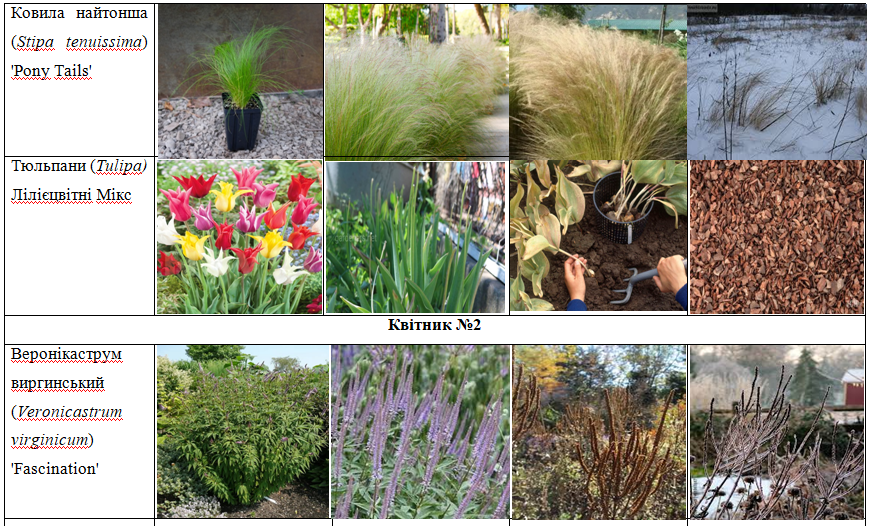 Ковила найтонша
(Stipa tenuissima)
'Pony Tails'
Тюльпани (Tulipa)
Лілієцвітні Мікс
Квітник №2
Веронікаструм
виргинський
(Veronicastrum
virginicum)
'Fascination'